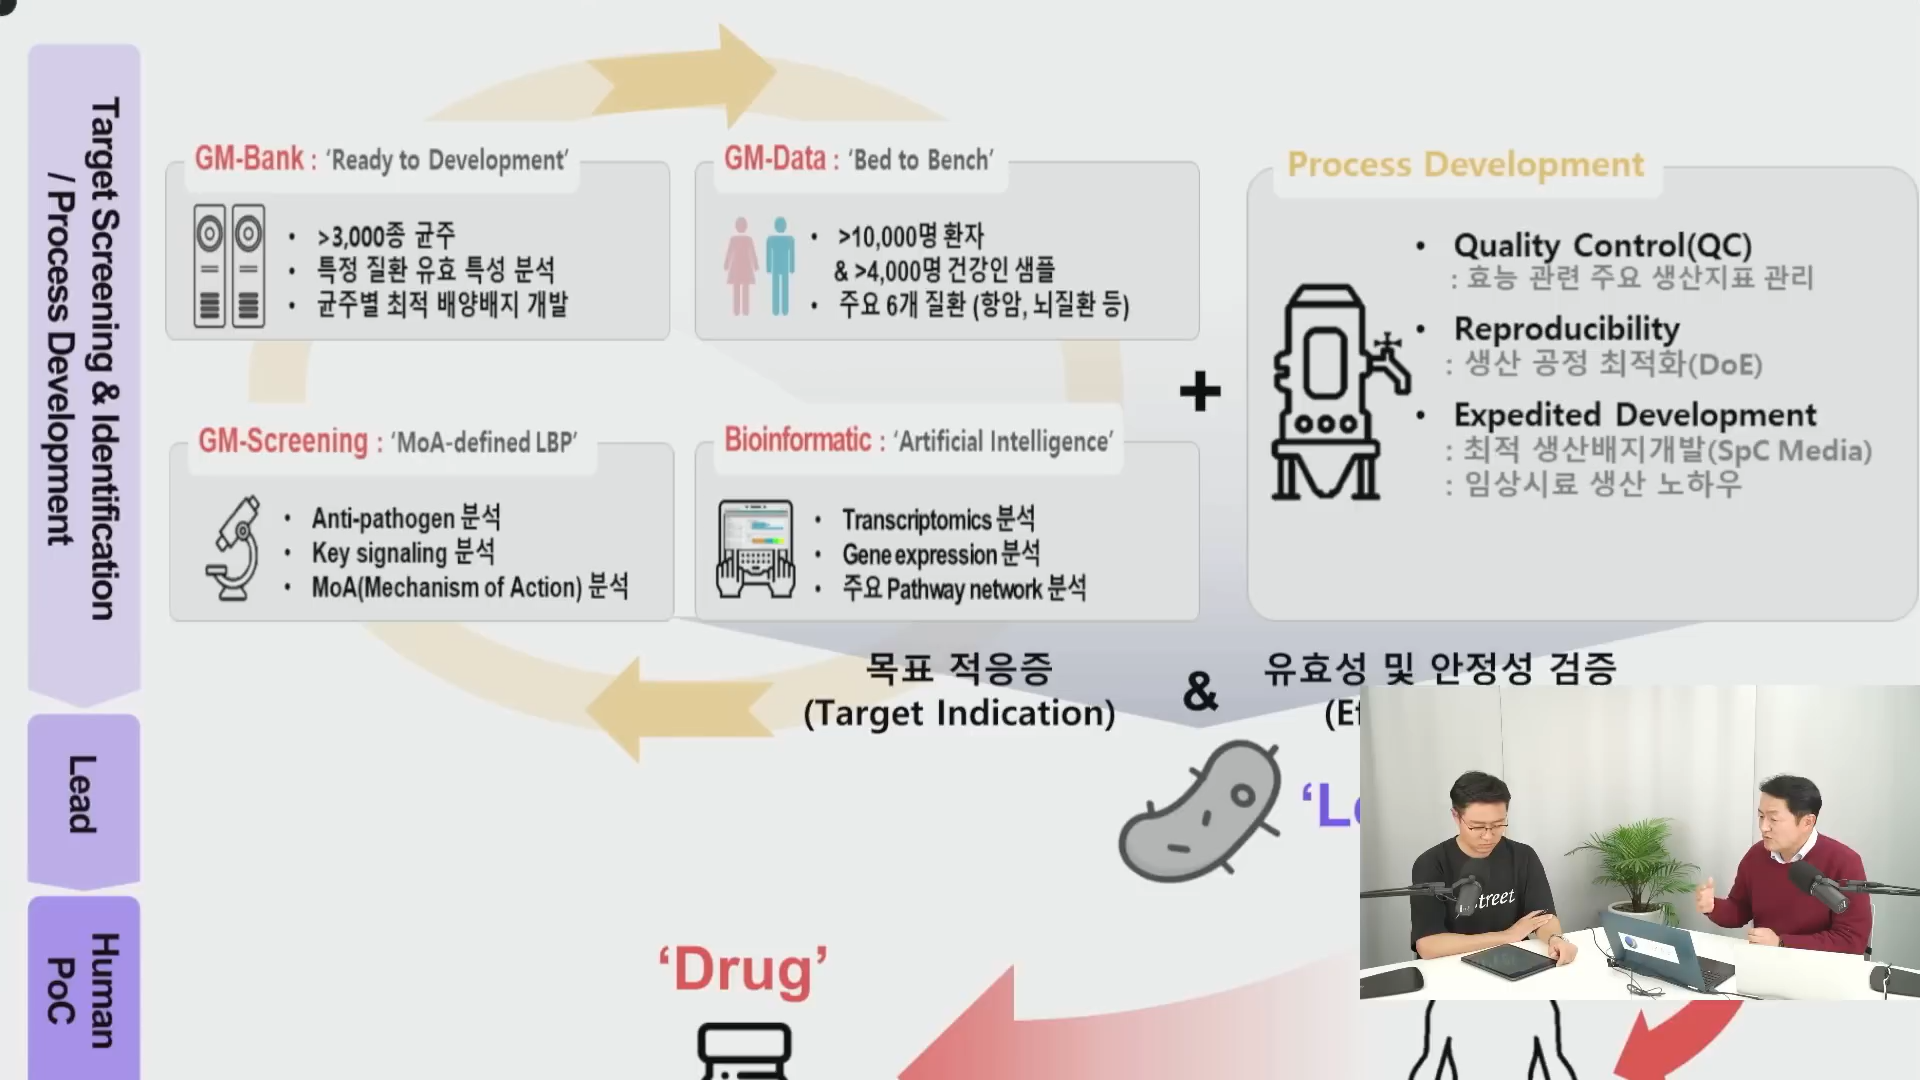 Target Screening & Identification
/ Process Development
GM-Bank : ‘Ready to Development’
• >3,000종 균주
• 특정 질환 유효 특성 분석
• 균주별 최적 배양배지 개발
GM-Data : ‘Bed to Bench’
• >10,000명 환자
& >4,000명 건강인 샘플
• 주요 6개 질환 (항암, 뇌질환 등)
GM-Screening : ‘MoA-defined LBP’
• Anti-pathogen 분석
• Key signaling 분석
• MoA(Mechanism of Action) 분석
Bioinformatic : ‘Artificial Intelligence’
• Transcriptomics 분석
• Gene expression 분석
• 주요 Pathway network 분석
+
Process Development
• Quality Control(QC)
: 효능 관련 주요 생산지표 관리
• Reproducibility
: 생산 공정 최적화(DoE)
• Expedited Development
: 최적 생산배지개발(SpC Media)
: 임상시료 생산 노하우
목표 적응증
(Target Indication)
&
유효성 및 안정성 검증
Lead
Human
PoC
‘Drug’